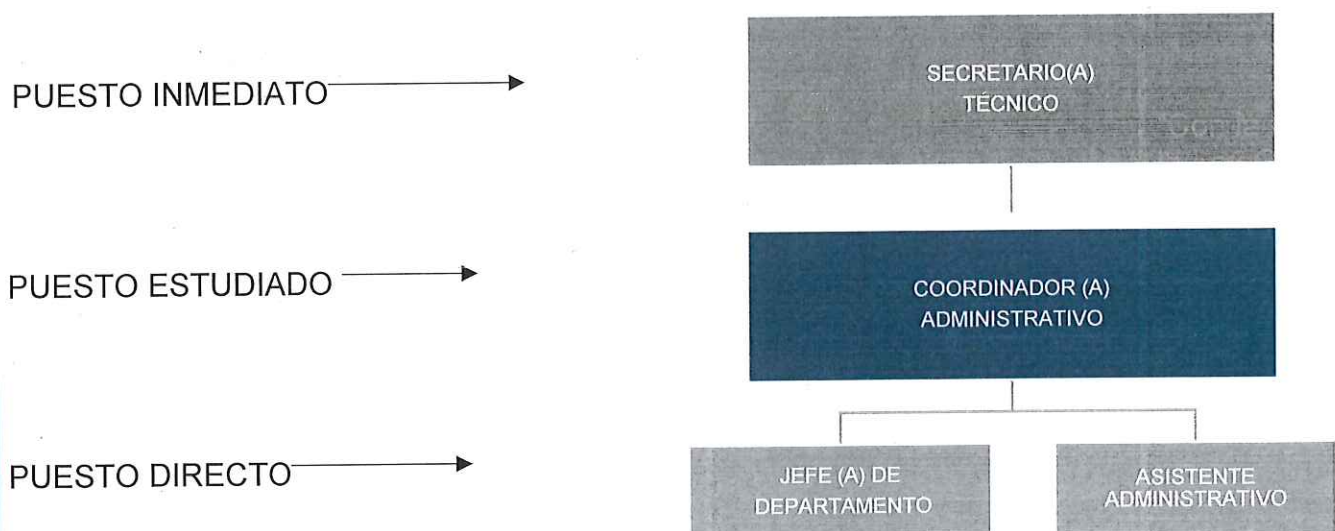 PUESTO INMEDIATO
SECRETARIO(A)
TÉCNICO
PUESTO ESTUDIADO
COORDINADOR (A)
ADMINISTRATIVO
PUESTO DIRECTO
JEFE (A) DE
DEPARTAMENTO
ASISTENTE
ADMINISTRATIVO